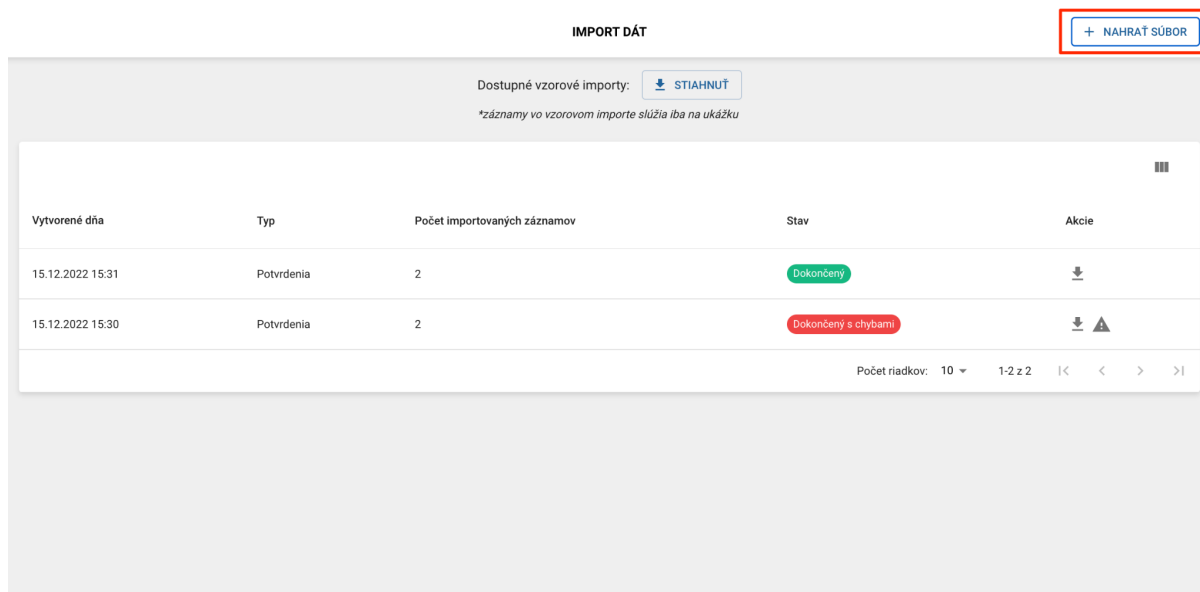 IMPORT DÁT
+ NAHRAŤ SÚBOR
Dostupné vzorové importy: STIAHNUŤ
*záznamy vo vzorovom importe slúžia iba na ukážku
Vytvorené dňa Typ Počet importovaných záznamov Stav Akcie
15.12.2022 15:31 Potvrdenia 2 Dokončený
15.12.2022 15:30 Potvrdenia 2 Dokončený s chybami
Počet riadkov: 10 1-2 z 2